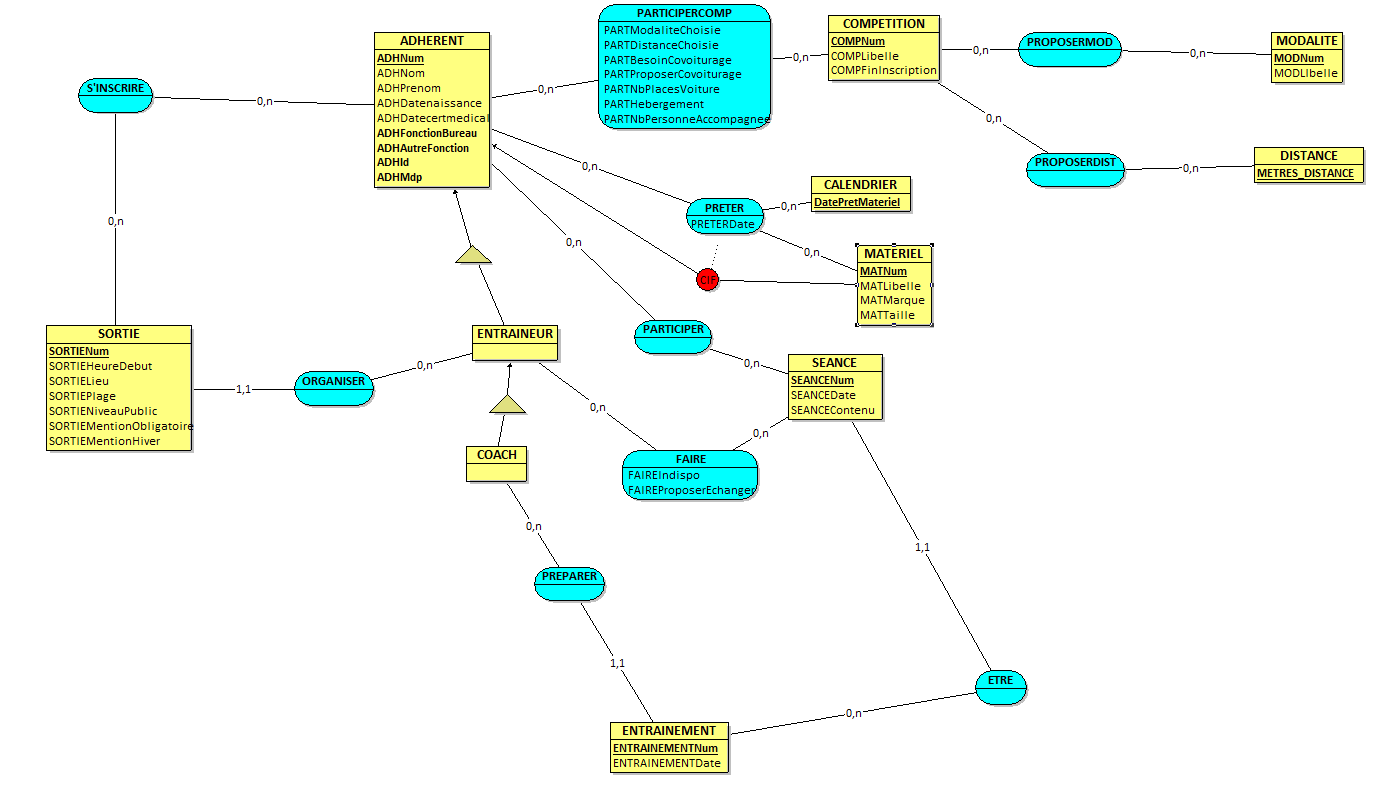 PARTICIPERCOMP
PARTModaliteChoisie
PARTDistanceChoisie
PARTBesoinCovoiturage
PARTProposerCovoiturage
PARTNbPlacesVoiture
PARTHebergement
PARTNbPersonneAccompagnee
COMPETITION
COMPNum
COMPLibelle
COMPFinInscription
PROPOSERMOD
MODALITE
MODNum
MODLIbelle
ADHERENT
ADHNum
ADHNom
ADHPrenom
ADHDatenaissance
ADHDatecertmedical
ADHFonctionBureau
ADHAutreFonction
ADHId
ADHMdp
S'INSCRIRE
0,n
0,n
0,n
0,n
0,n
0,n
PROPOSERDIST
0,n
DISTANCE
METRES_DISTANCE
0,n
PRETER
PRETERDate
0,n
CALENDRIER
DatePretMateriel
0,n
0,n
0,n
CIF
MATERIEL
MATNum
MATLibelle
MATMarque
MATTaille
SORTIE
SORTIENum
SORTIEHeureDebut
SORTIELieu
SORTIEPlage
SORTIENiveauPublic
SORTIEMentionObligatoire
SORTIEMentionHiver
1,1
ORGANISER
0,n
ENTRAINEUR
PARTICIPER
0,n
SEANCE
SEANCENum
SEANCEDate
SEANCEContenu
0,n
0,n
COACH
FAIRE
FAIREIndispo
FAIREProposerEchanger
0,n
1,1
PREPARER
1,1
ETRE
0,n
ENTRAINEMENT
ENTRAINEMENTNum
ENTRAINEMENTDate